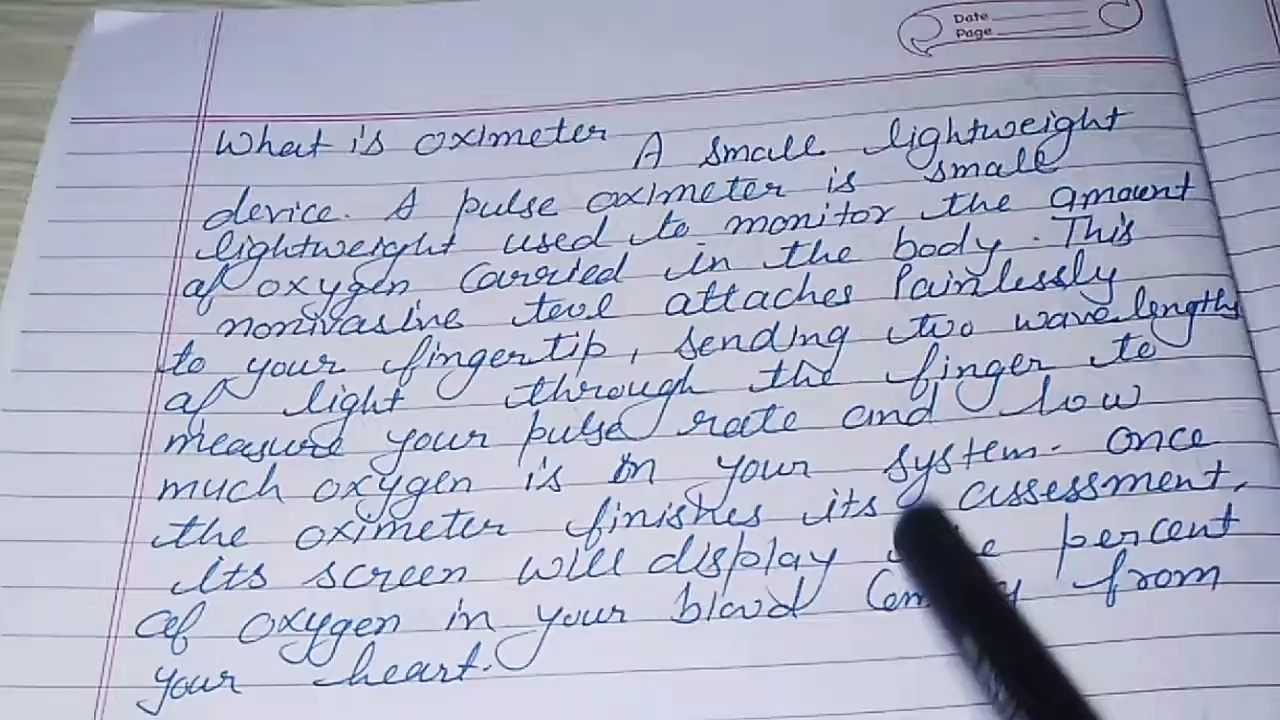 Date
Page
What is oximeter A small lightweight
device. A pulse oximeter is small
lightweight used to monitor the amount
of oxygen carried in the body. This
nonivasive tool attaches Painlessly
to your fingertip, sending two wavelengths
of light through the finger to
measure your pulse rate and how
much oxygen is in your system. Once
the oximeter finishes its assessment,
its screen will display percent
of oxygen in your blood from
your heart.